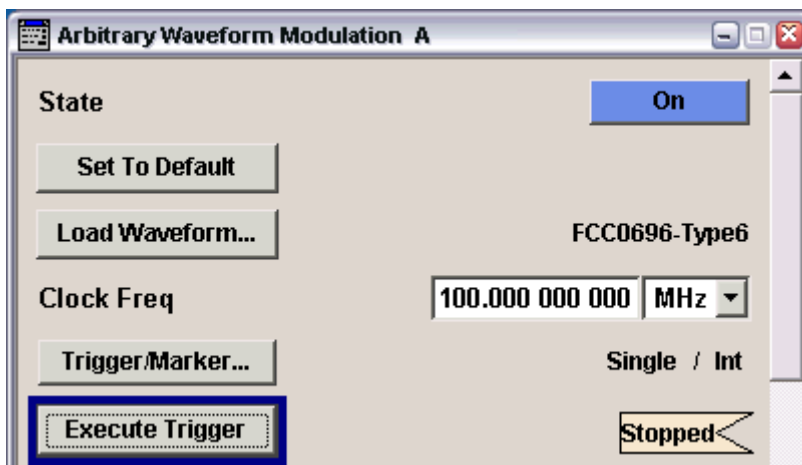 Arbitrary Waveform Modulation A
State On
Set To Default
Load Waveform... FCC0696-Type6
Clock Freq 100.000 000 000 MHz
Trigger/Marker... Single / Int
Execute Trigger Stopped